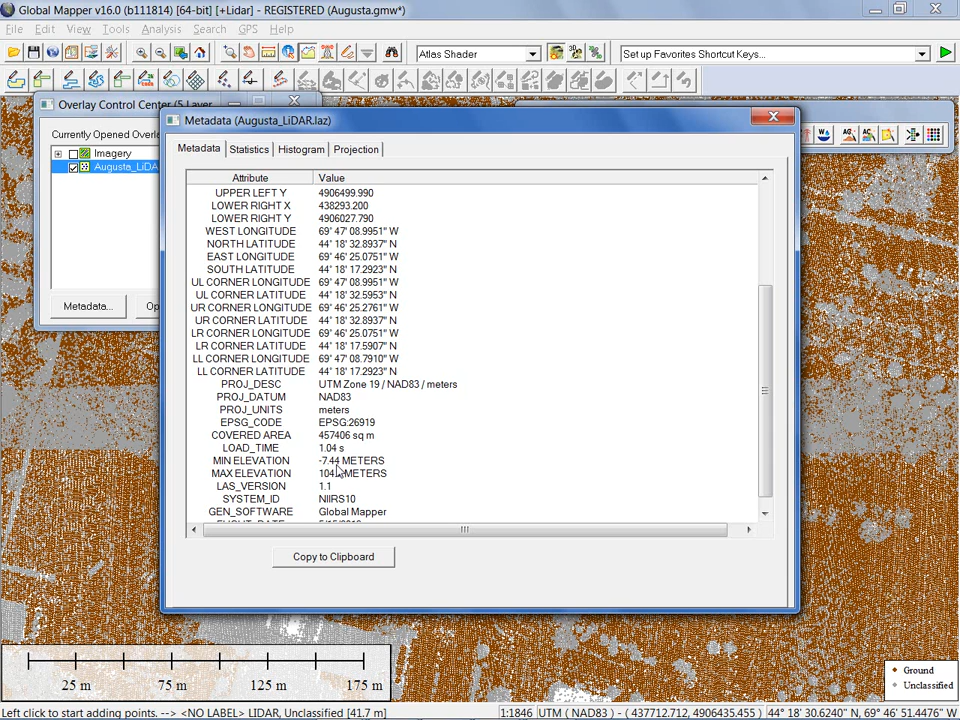 Global Mapper v16.0 (b111814) [64-bit] [+Lidar] - REGISTERED (Augusta.gmw*)
File Edit View Tools Analysis Search GPS Help
Atlas Shader
Set up Favorites Shortcut Keys...
Overlay Control Center (5 Layer
Currently Opened Overla
Imagery
Augusta_LiDA
Metadata...
Op
Metadata (Augusta_LiDAR.laz)
Metadata Statistics Histogram Projection
Attribute Value
UPPER LEFT Y 4906499.990
LOWER RIGHT X 438293.200
LOWER RIGHT Y 4906027.790
WEST LONGITUDE 69° 47' 08.9951" W
NORTH LATITUDE 44° 18' 32.8937" N
EAST LONGITUDE 69° 46' 25.0751" W
SOUTH LATITUDE 44° 18' 17.2923" N
UL CORNER LONGITUDE 69° 47' 08.9951" W
UL CORNER LATITUDE 44° 18' 32.5953" N
UR CORNER LONGITUDE 69° 46' 25.2761" W
UR CORNER LATITUDE 44° 18' 32.8937" N
LR CORNER LONGITUDE 69° 46' 25.0751" W
LR CORNER LATITUDE 44° 18' 17.5907" N
LL CORNER LONGITUDE 69° 47' 08.7910" W
LL CORNER LATITUDE 44° 18' 17.2923" N
PROJ_DESC UTM Zone 19 / NAD83 / meters
PROJ_DATUM NAD83
PROJ_UNITS meters
EPSG_CODE EPSG:26919
COVERED AREA 457406 sq m
LOAD_TIME 1.04 s
MIN ELEVATION -7.44 METERS
MAX ELEVATION METERS
LAS_VERSION 1.1
SYSTEM_ID NIIRS10
GEN_SOFTWARE Global Mapper
Copy to Clipboard
25 m 75 m 125 m 175 m
Ground
Unclassified
Left click to start adding points. --> <NO LABEL> LIDAR, Unclassified [41.7 m]
1:1846 UTM ( NAD83 ) - ( 437712.712, 4906435.455 ) 44° 18' 30.6240" N, 69° 46' 51.4476" W